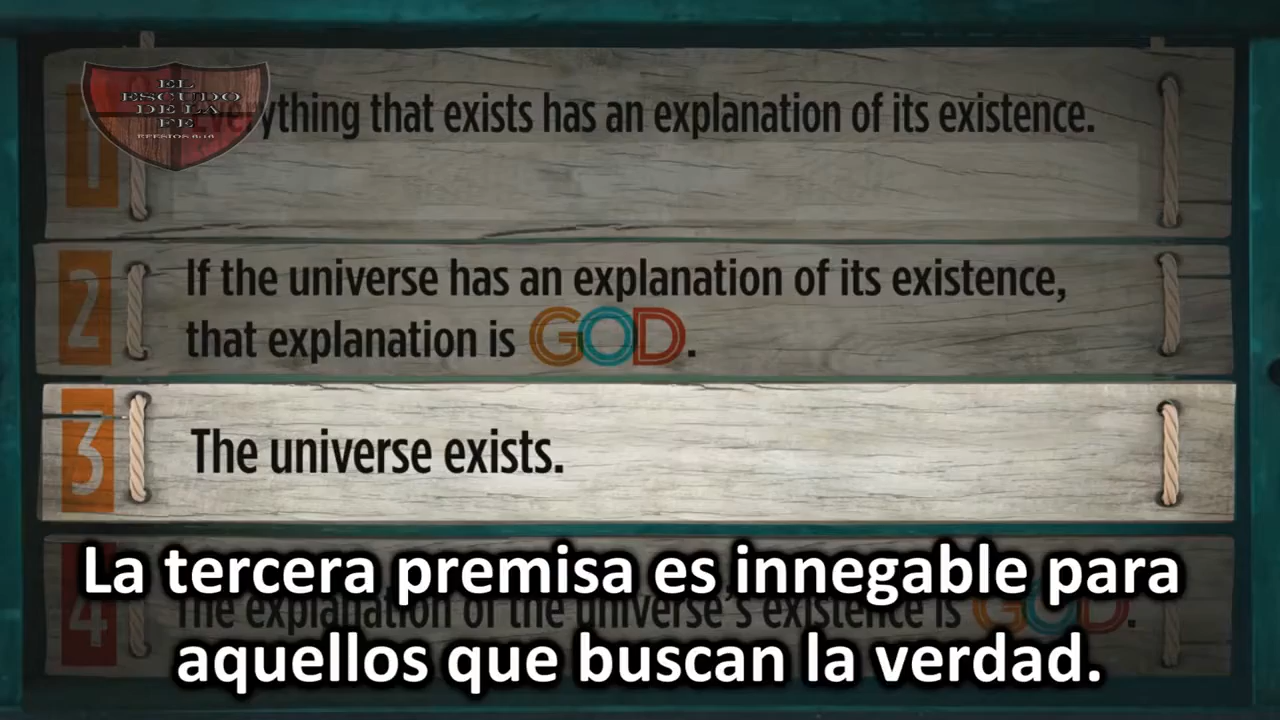 EL
ESCUDO
DE LA
FE
EFESIOS 6:16
1
Everything that exists has an explanation of its existence.
2
If the universe has an explanation of its existence,
that explanation is GOD.
3
The universe exists.
4
The explanation of the universe's existence is GOD.
La tercera premisa es innegable para
aquellos que buscan la verdad.